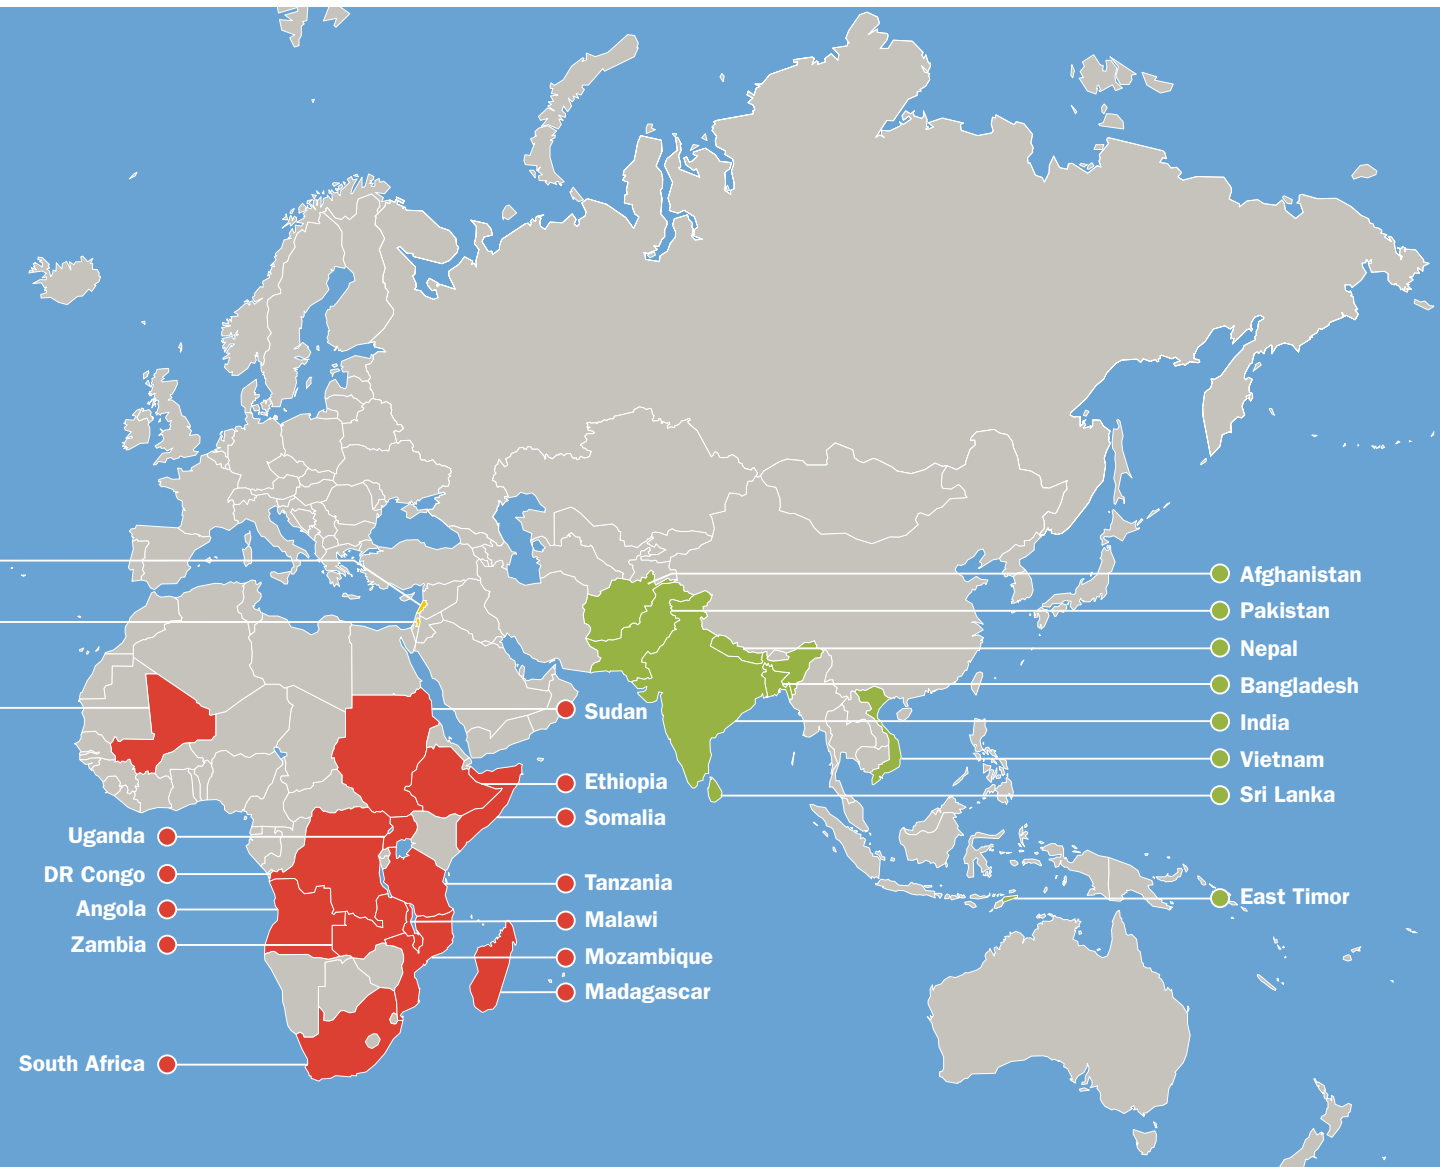 Afghanistan
Pakistan
Nepal
Bangladesh
India
Vietnam
Sri Lanka
East Timor
Sudan
Ethiopia
Somalia
Tanzania
Malawi
Mozambique
Madagascar
Uganda
DR Congo
Angola
Zambia
South Africa